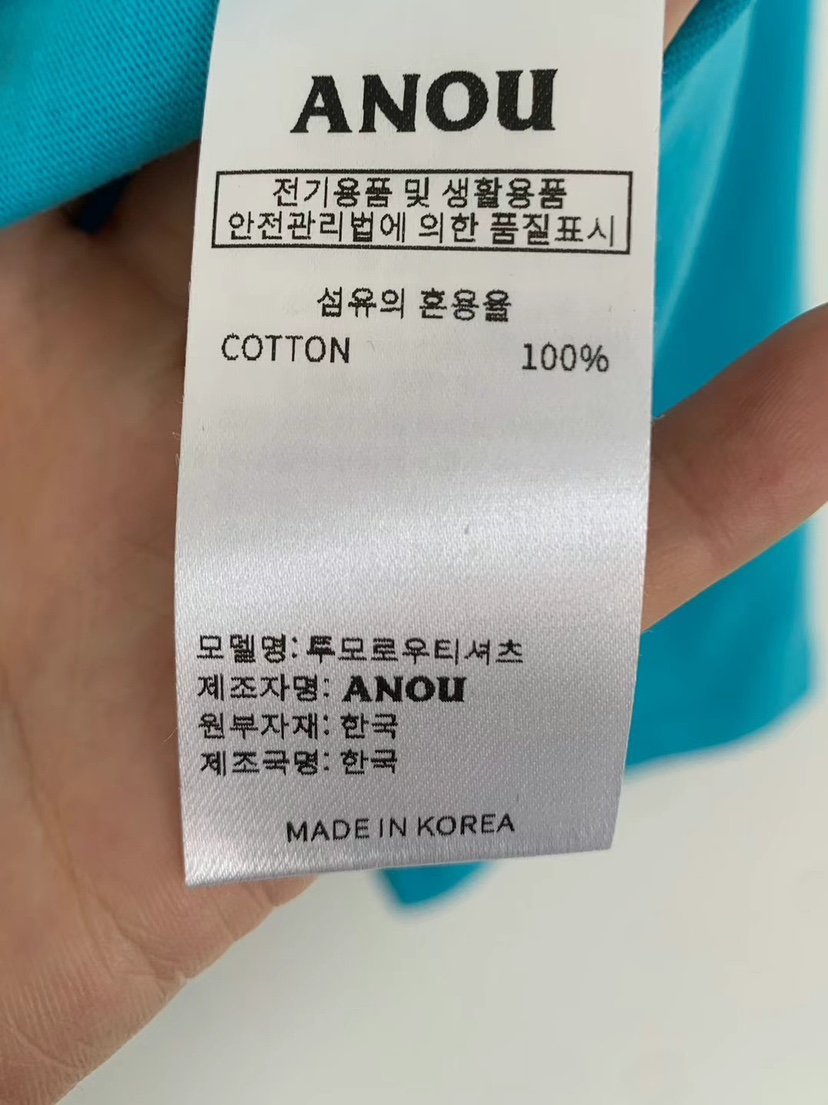 ANOU
전기용품 및 생활용품
안전관리법에 의한 품질표시
섬유의 혼용율
COTTON 100%
모델명: 투모로우티셔츠
제조자명: ANOU
원부자재: 한국
제조국명: 한국
MADE IN KOREA